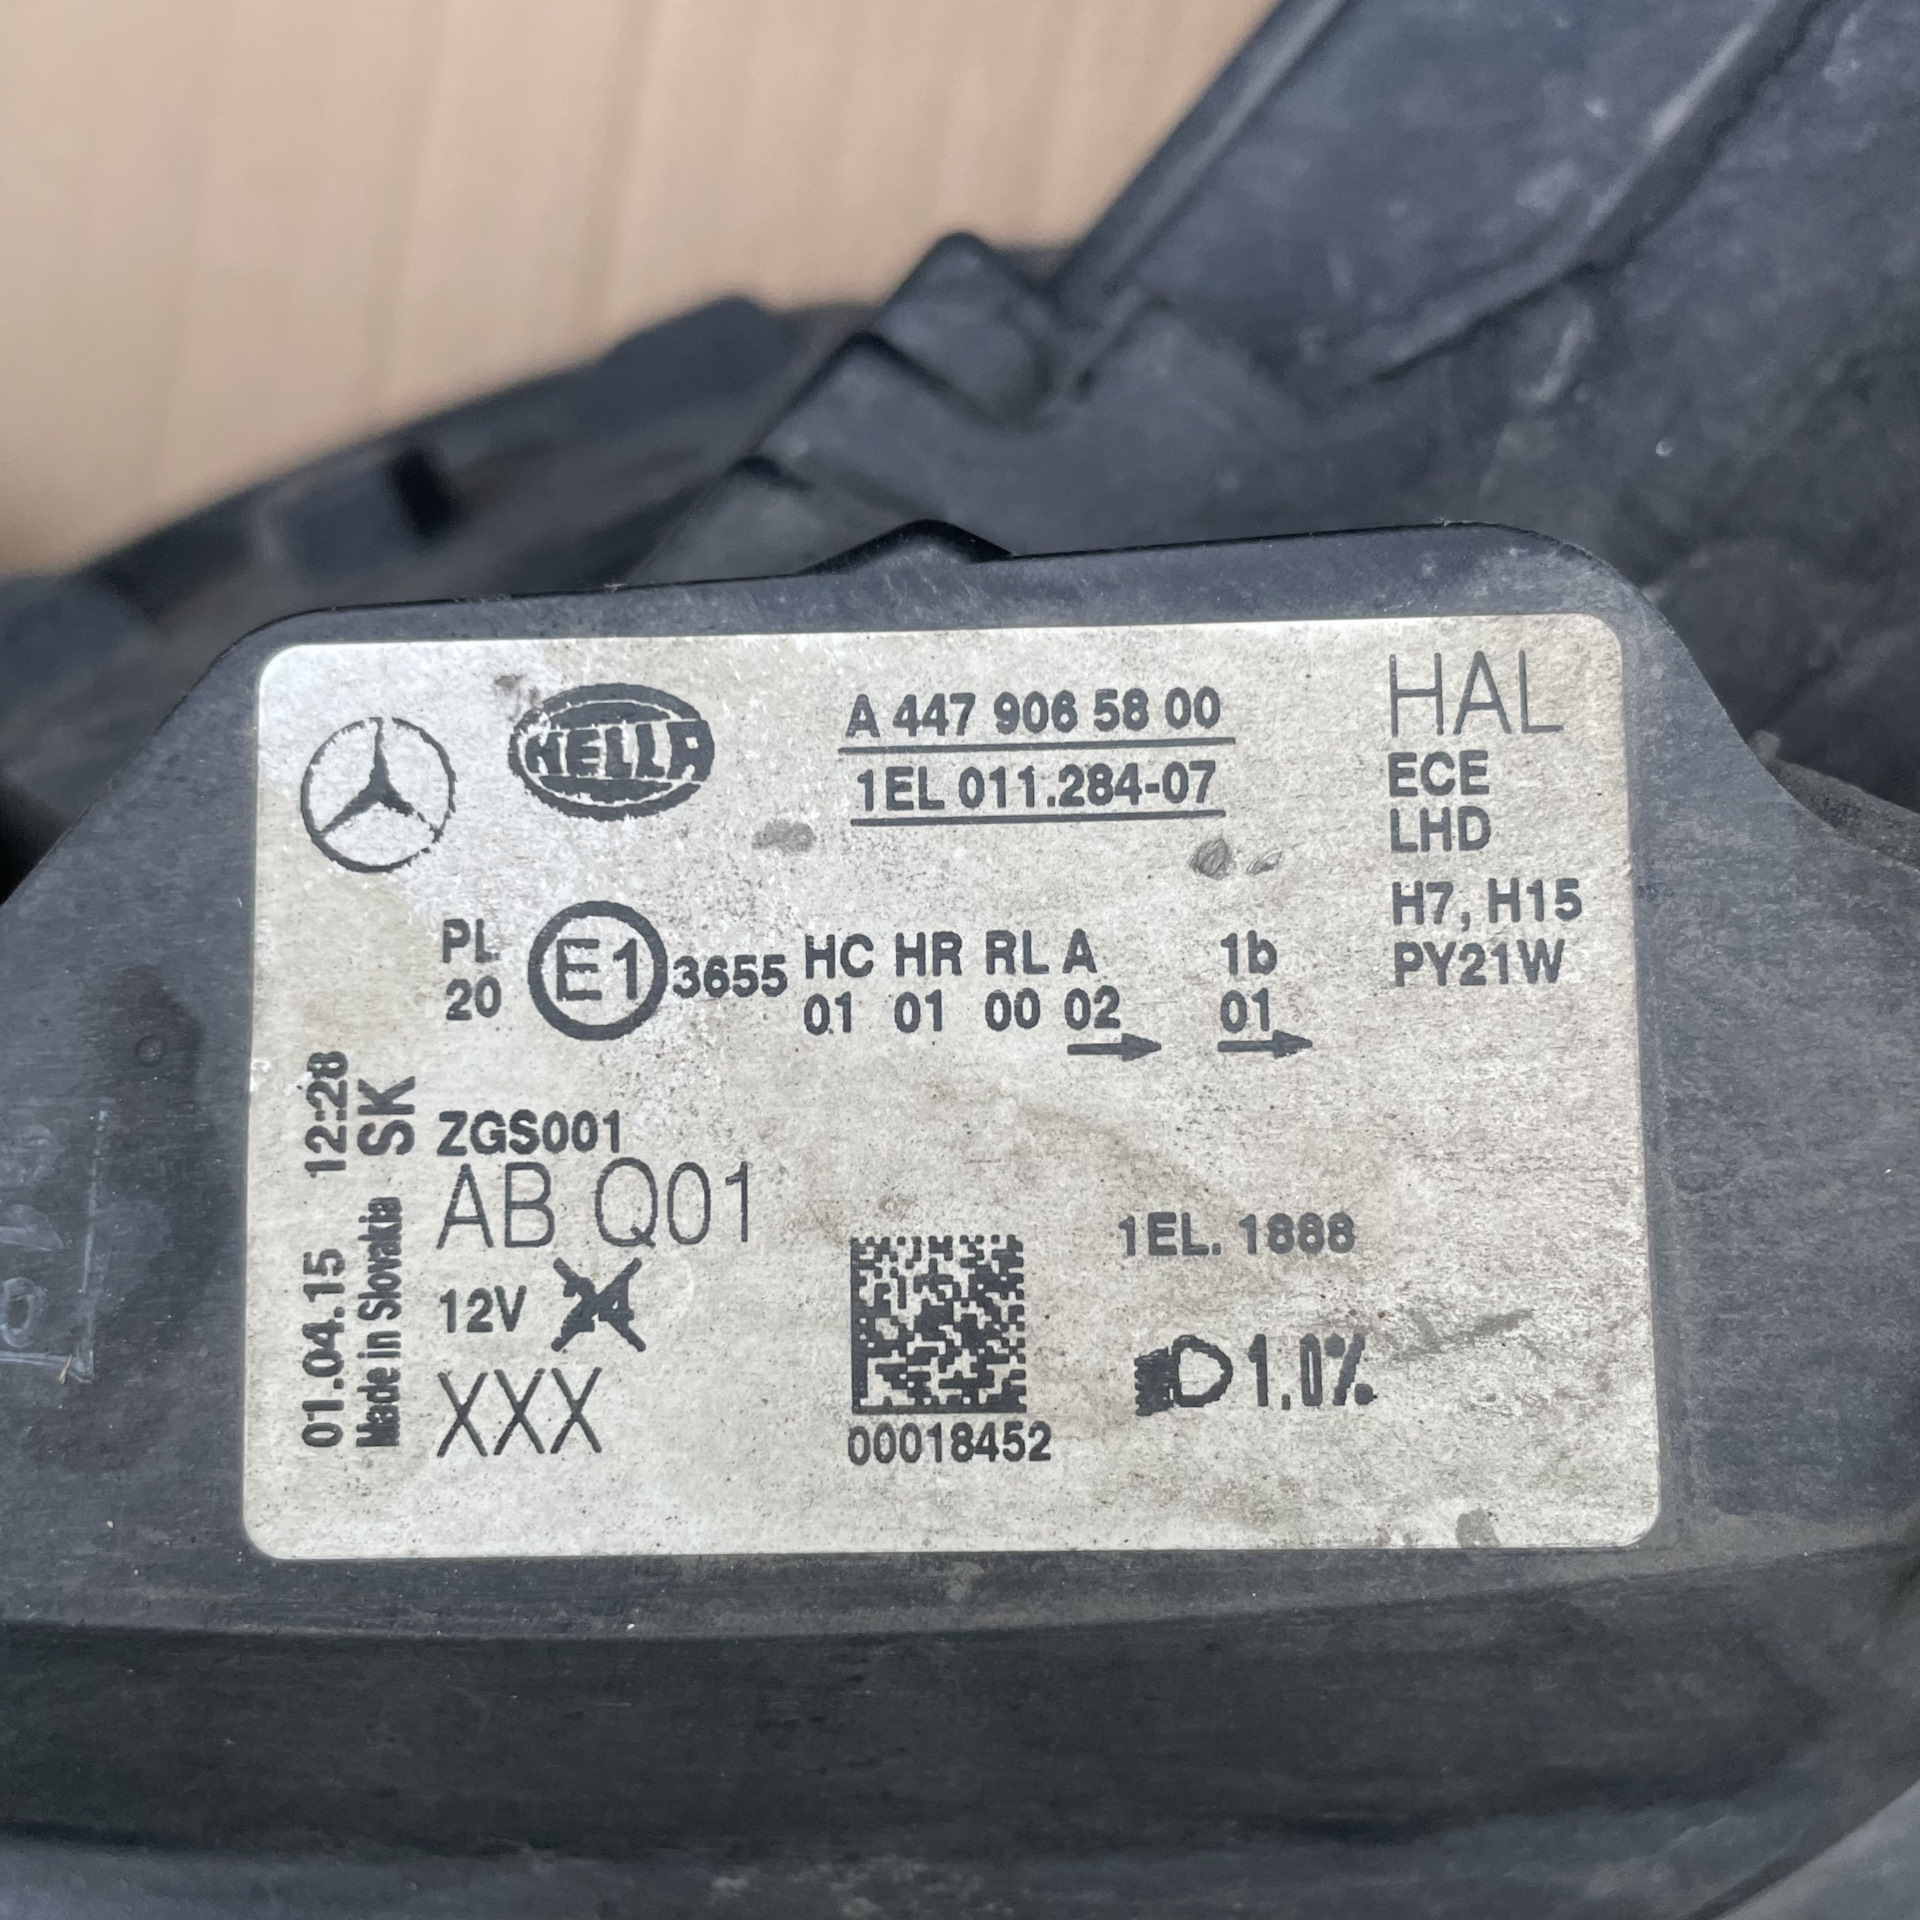 HELLA
A 447 906 58 00
1EL 011.284-07
HAL
ECE
LHD
H7, H15
PY21W
PL
20
E1
3655
HC HR RL A 1b
01 01 00 02 01
01.04.15 12:28
Made in Slovakia SK
ZGS001
AB Q01
12V 24
XXX
00018452
1EL. 1888
1.0%